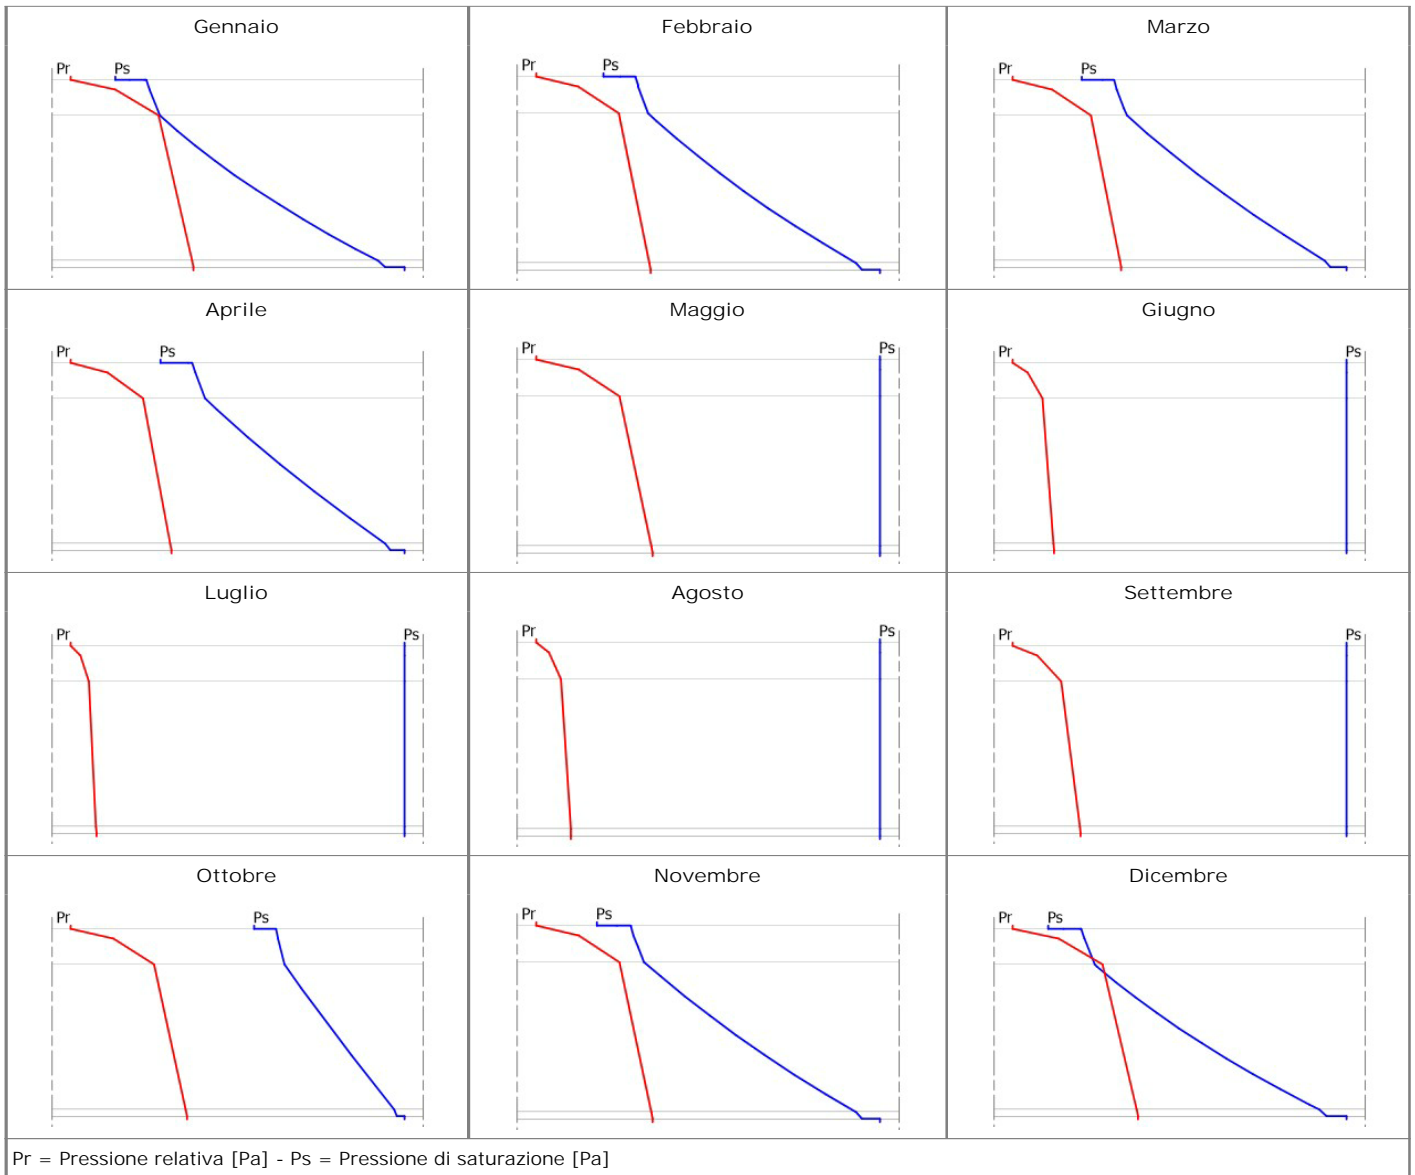 Gennaio
Febbraio
Marzo
Pr
Ps
Pr
Ps
Pr
Ps
Aprile
Maggio
Giugno
Pr
Ps
Pr
Ps
Pr
Ps
Luglio
Agosto
Settembre
Pr
Ps
Pr
Ps
Pr
Ps
Ottobre
Novembre
Dicembre
Pr
Ps
Pr
Ps
Pr
Ps
Pr = Pressione relativa [Pa] - Ps = Pressione di saturazione [Pa]